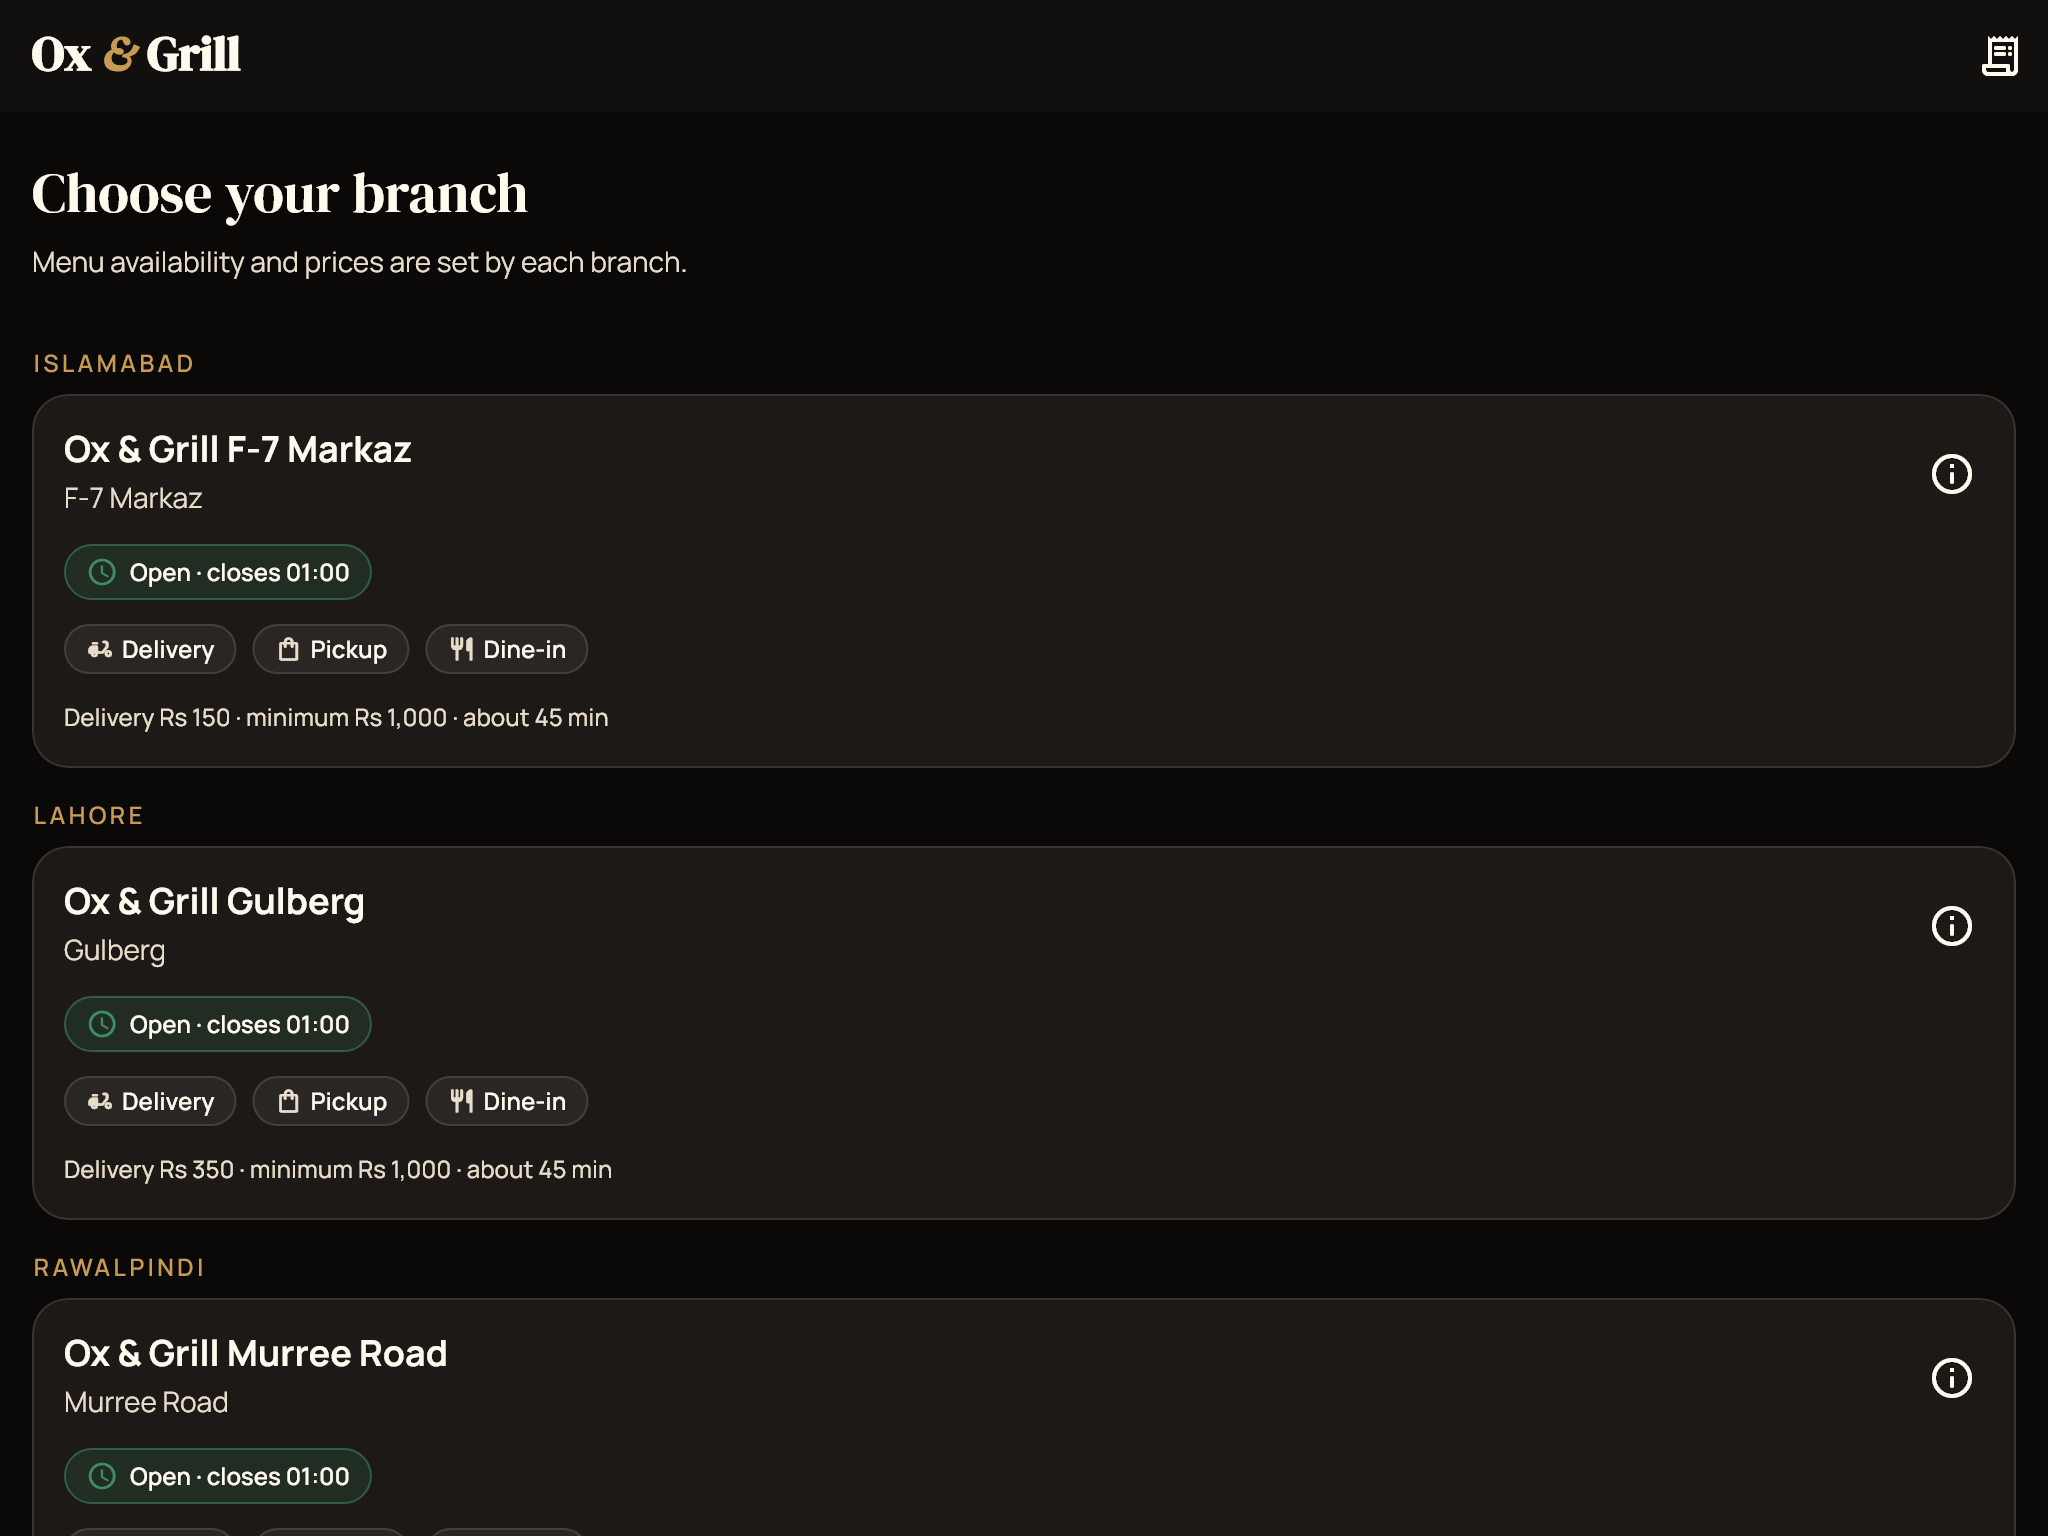 Ox & Grill
Choose your branch
Menu availability and prices are set by each branch.
ISLAMABAD
Ox & Grill F-7 Markaz
F-7 Markaz
Open · closes 01:00
Delivery Pickup Dine-in
Delivery Rs 150 · minimum Rs 1,000 · about 45 min
LAHORE
Ox & Grill Gulberg
Gulberg
Open · closes 01:00
Delivery Pickup Dine-in
Delivery Rs 350 · minimum Rs 1,000 · about 45 min
RAWALPINDI
Ox & Grill Murree Road
Murree Road
Open · closes 01:00